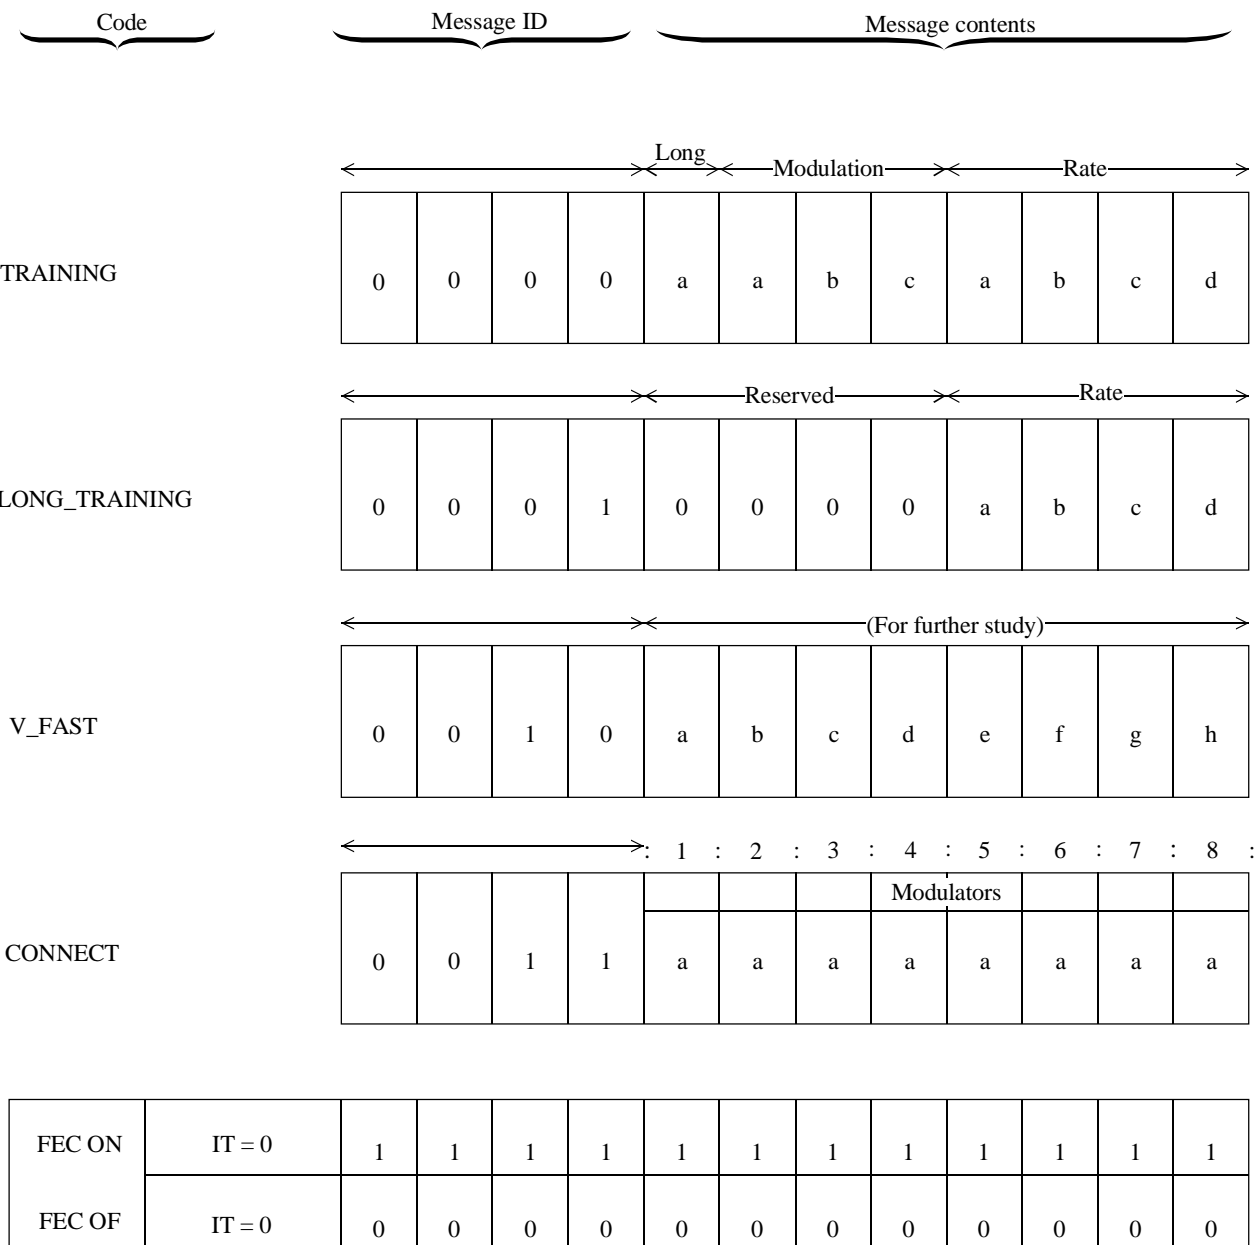 Code Message ID Message contents
Long Modulation Rate
TRAINING 0 0 0 0 a a b c a b c d
Reserved Rate
LONG_TRAINING 0 0 0 1 0 0 0 0 a b c d
(For further study)
V_FAST 0 0 1 0 a b c d e f g h
: 1 : 2 : 3 : 4 : 5 : 6 : 7 : 8 :
Modulators
CONNECT 0 0 1 1 a a a a a a a a
FEC ON IT = 0 1 1 1 1 1 1 1 1 1 1 1 1
FEC OF IT = 0 0 0 0 0 0 0 0 0 0 0 0 0